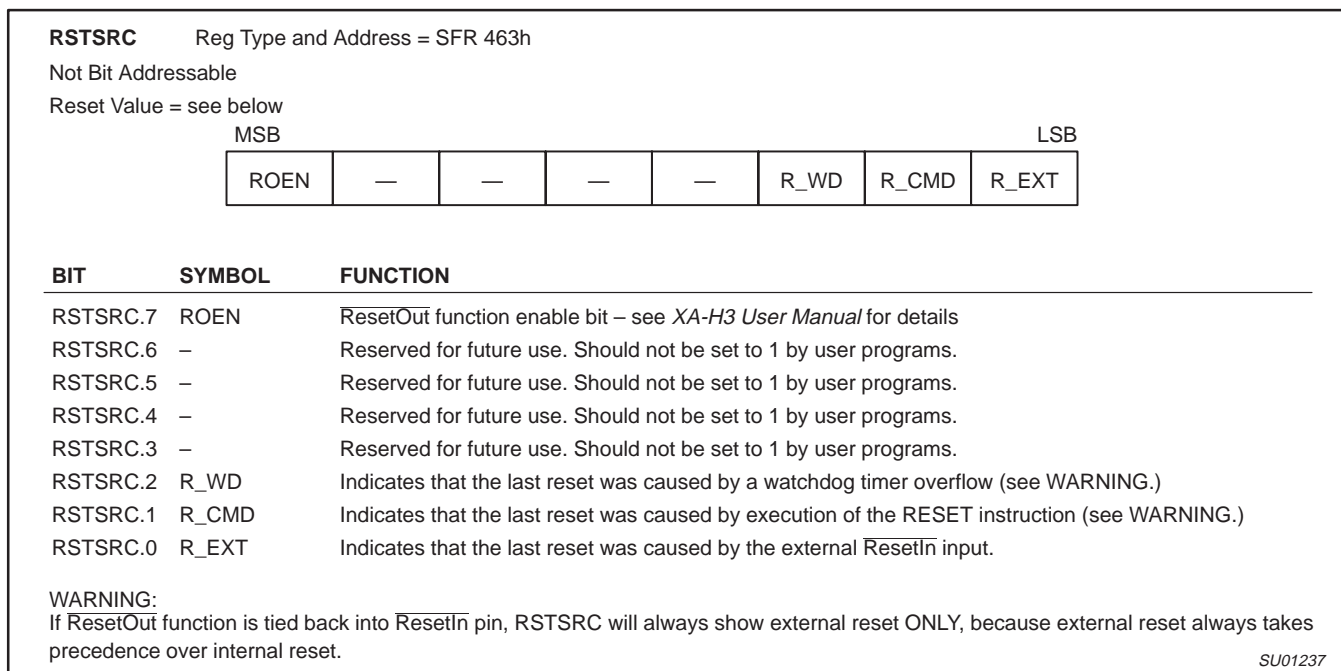 RSTSRC Reg Type and Address = SFR 463h
Not Bit Addressable
Reset Value = see below
MSB LSB
ROEN — — — — R_WD R_CMD R_EXT
BIT SYMBOL FUNCTION
RSTSRC.7 ROEN ResetOut function enable bit – see XA-H3 User Manual for details
RSTSRC.6 – Reserved for future use. Should not be set to 1 by user programs.
RSTSRC.5 – Reserved for future use. Should not be set to 1 by user programs.
RSTSRC.4 – Reserved for future use. Should not be set to 1 by user programs.
RSTSRC.3 – Reserved for future use. Should not be set to 1 by user programs.
RSTSRC.2 R_WD Indicates that the last reset was caused by a watchdog timer overflow (see WARNING.)
RSTSRC.1 R_CMD Indicates that the last reset was caused by execution of the RESET instruction (see WARNING.)
RSTSRC.0 R_EXT Indicates that the last reset was caused by the external ResetIn input.
WARNING:
If ResetOut function is tied back into ResetIn pin, RSTSRC will always show external reset ONLY, because external reset always takes
precedence over internal reset.
SU01237